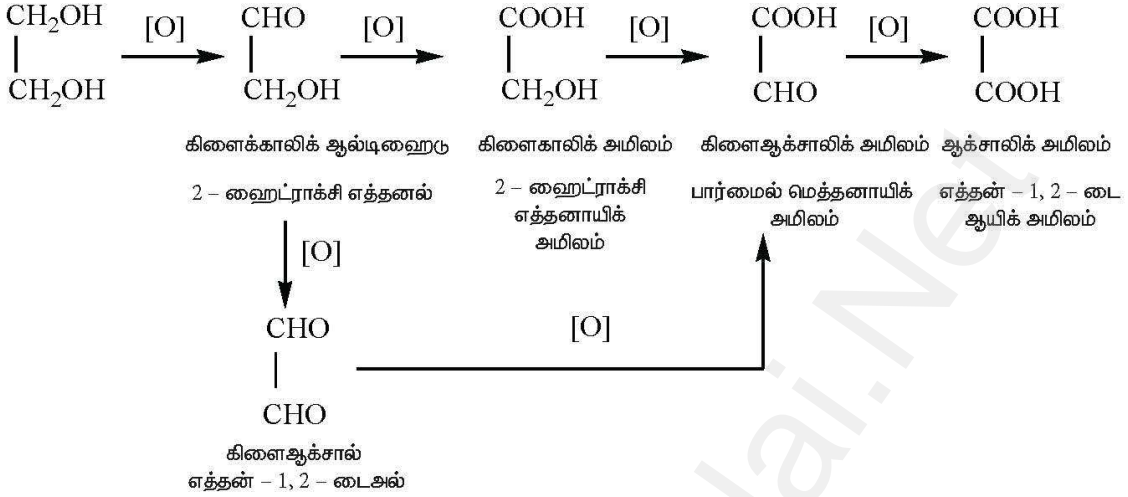 CH₂OH [O] CHO [O] COOH [O] COOH [O] COOH
CH₂OH CH₂OH CH₂OH CHO COOH
கிளைக்காலிக் ஆல்டிஹைடு கிளைகாலிக் அமிலம் கிளைஆக்சாலிக் அமிலம் ஆக்சாலிக் அமிலம்
2 – ஹைட்ராக்சி எத்தனல் 2 – ஹைட்ராக்சி பார்மைல் மெத்தனாயிக் எத்தன் – 1, 2 – டை
எத்தனாயிக் அமிலம் ஆயிக் அமிலம்
அமிலம்
[O]
CHO [O]
CHO
கிளைஆக்சால்
எத்தன் – 1, 2 – டைஅல்
lai.Net